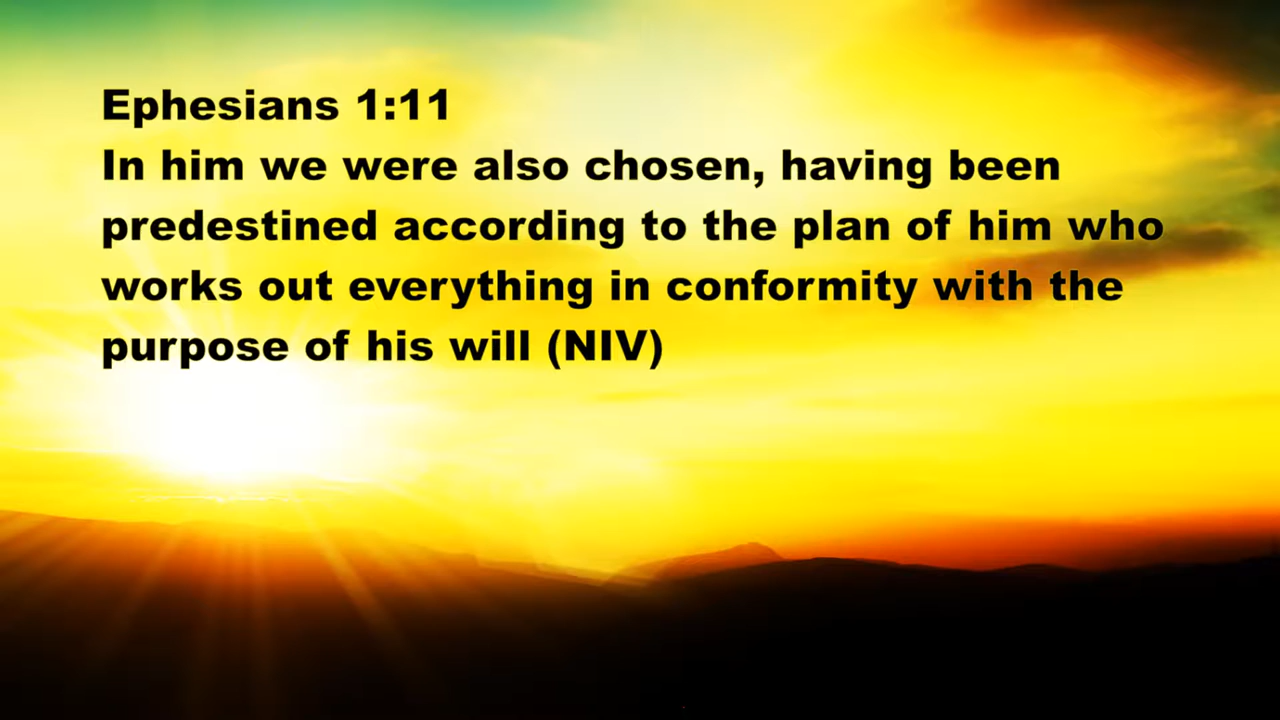 Ephesians 1:11
In him we were also chosen, having been
predestined according to the plan of him who
works out everything in conformity with the
purpose of his will (NIV)